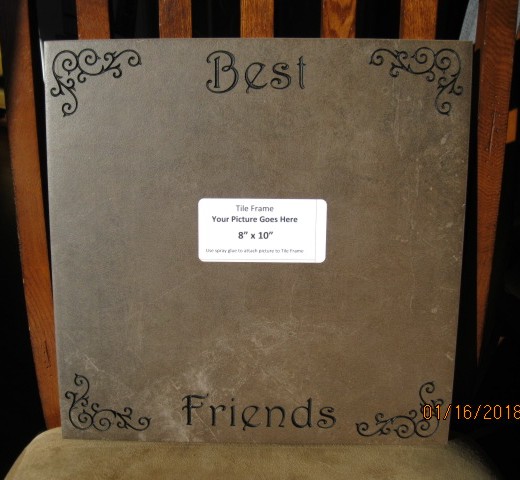 Best
Tile Frame
Your Picture Goes Here
8" x 10"
Use spray glue to attach picture to Tile Frame
Friends
01/16/2018